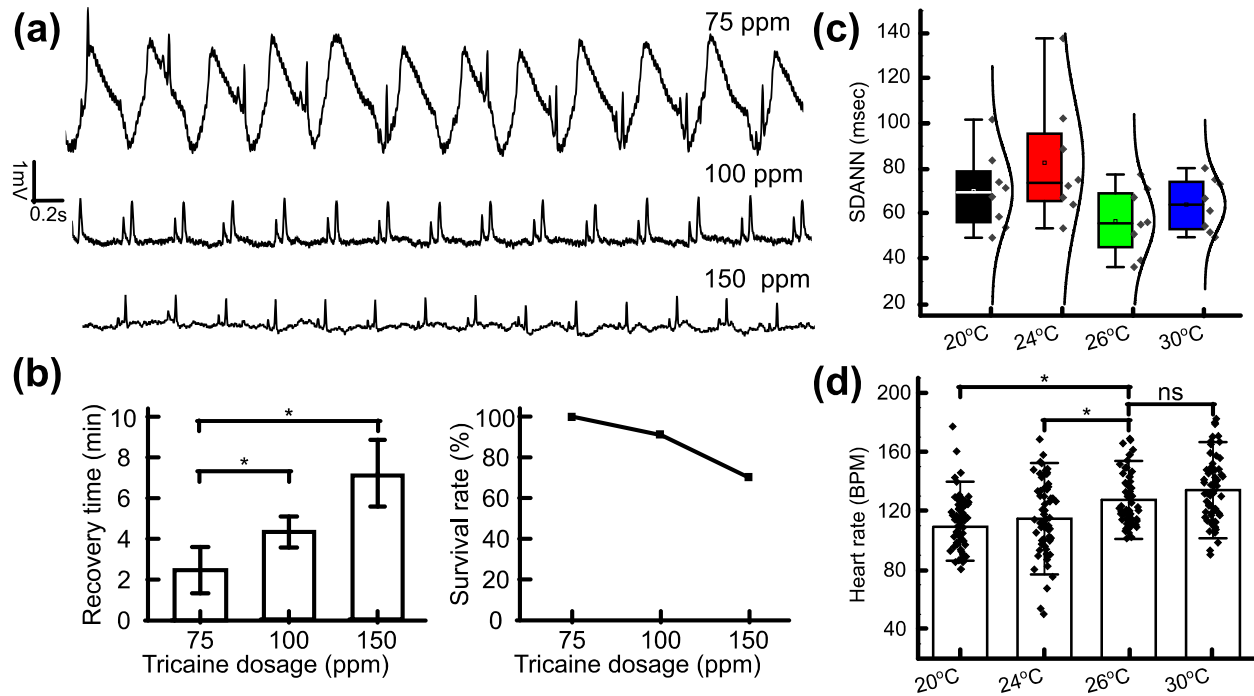 (a)
75 ppm
100 ppm
150 ppm
1mV
0.2s
(b)
Recovery time (min)
10
8
6
4
2
0
*
*
75 100 150
Tricaine dosage (ppm)
Survival rate (%)
100
80
60
40
20
0
75 100 150
Tricaine dosage (ppm)
(c)
SDANN (msec)
140
120
100
80
60
40
20
20°C 24°C 26°C 30°C
(d)
Heart rate (BPM)
200
160
120
80
40
*
*
ns
20°C 24°C 26°C 30°C